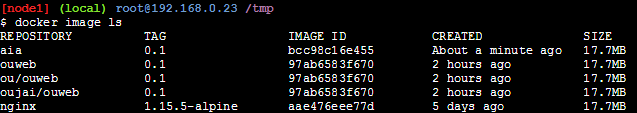 [node1] (local) root@192.168.0.23 /tmp
$ docker image ls
REPOSITORY TAG IMAGE ID CREATED SIZE
aia 0.1 bcc98c16e455 About a minute ago 17.7MB
ouweb 0.1 97ab6583f670 2 hours ago 17.7MB
ou/ouweb 0.1 97ab6583f670 2 hours ago 17.7MB
oujai/ouweb 0.1 97ab6583f670 2 hours ago 17.7MB
nginx 1.15.5-alpine aae476eee77d 5 days ago 17.7MB